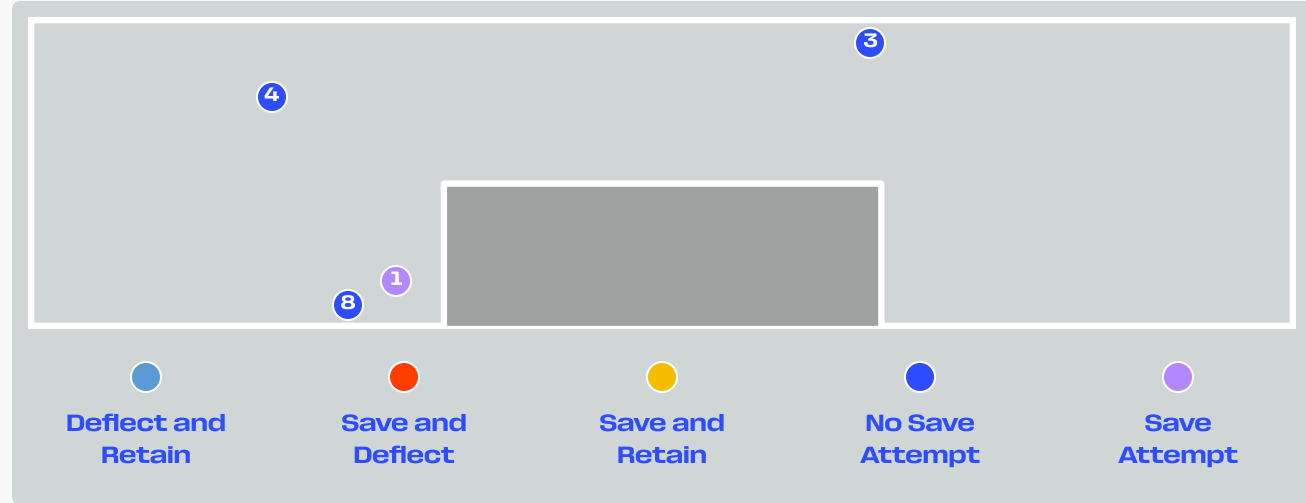 3
4
1
8
Deflect and Retain
Save and Deflect
Save and Retain
No Save Attempt
Save Attempt